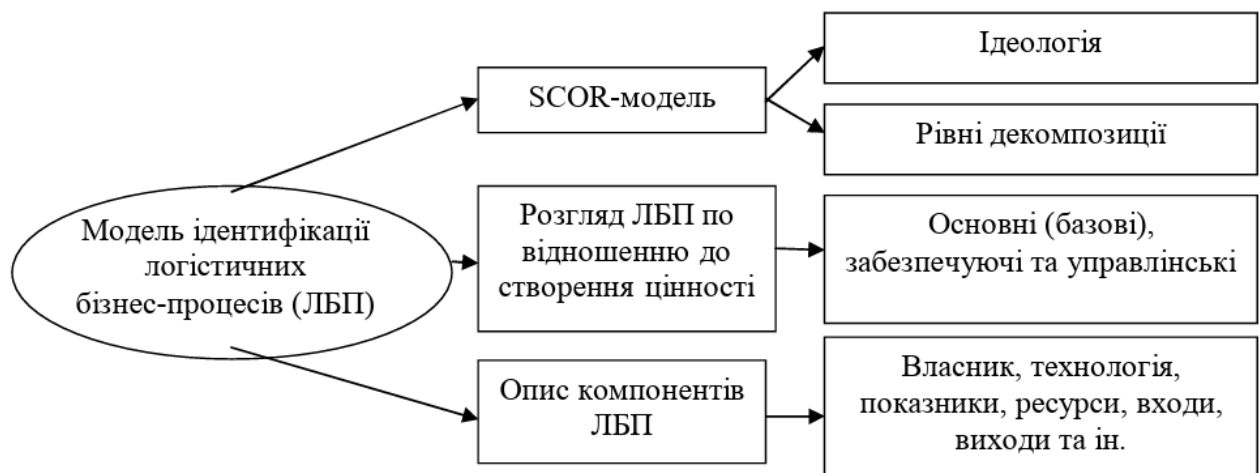 Ідеологія
SCOR-модель
Рівні декомпозиції
Модель ідентифікації
логістичних
бізнес-процесів (ЛБП)
Розгляд ЛБП по
відношенню до
створення цінності
Основні (базові),
забезпечуючі та управлінські
Опис компонентів
ЛБП
Власник, технологія,
показники, ресурси, входи,
виходи та ін.